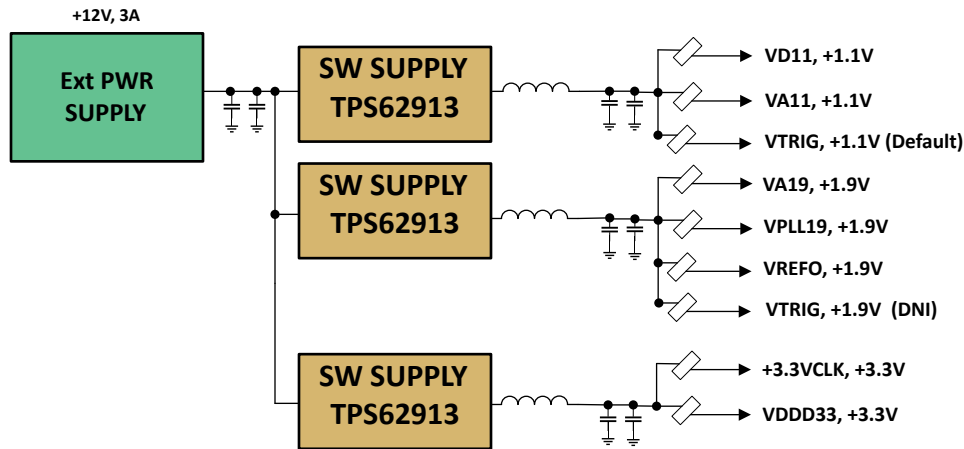 +12V, 3A
Ext PWR
SUPPLY
SW SUPPLY
TPS62913
VD11, +1.1V
VA11, +1.1V
VTRIG, +1.1V (Default)
SW SUPPLY
TPS62913
VA19, +1.9V
VPLL19, +1.9V
VREFO, +1.9V
VTRIG, +1.9V (DNI)
SW SUPPLY
TPS62913
+3.3VCLK, +3.3V
VDDD33, +3.3V